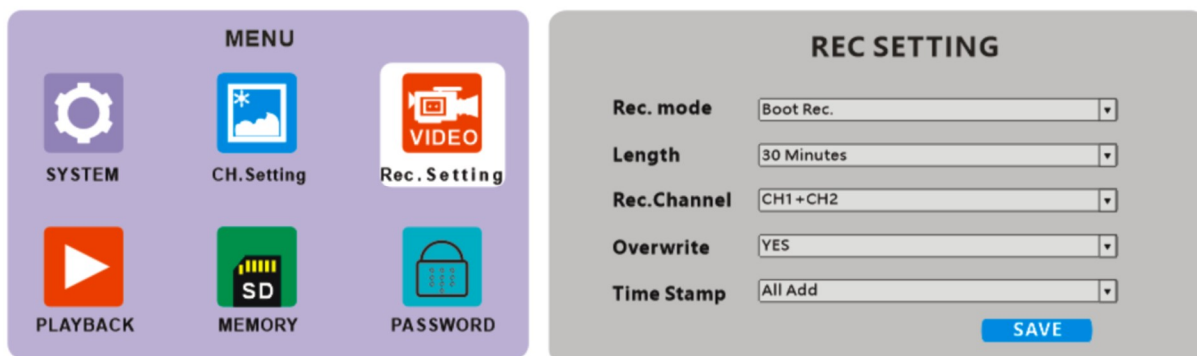 MENU
SYSTEM
CH.Setting
VIDEO
Rec.Setting
PLAYBACK
SD
MEMORY
PASSWORD
REC SETTING
Rec. mode Boot Rec.
Length 30 Minutes
Rec.Channel CH1+CH2
Overwrite YES
Time Stamp All Add
SAVE